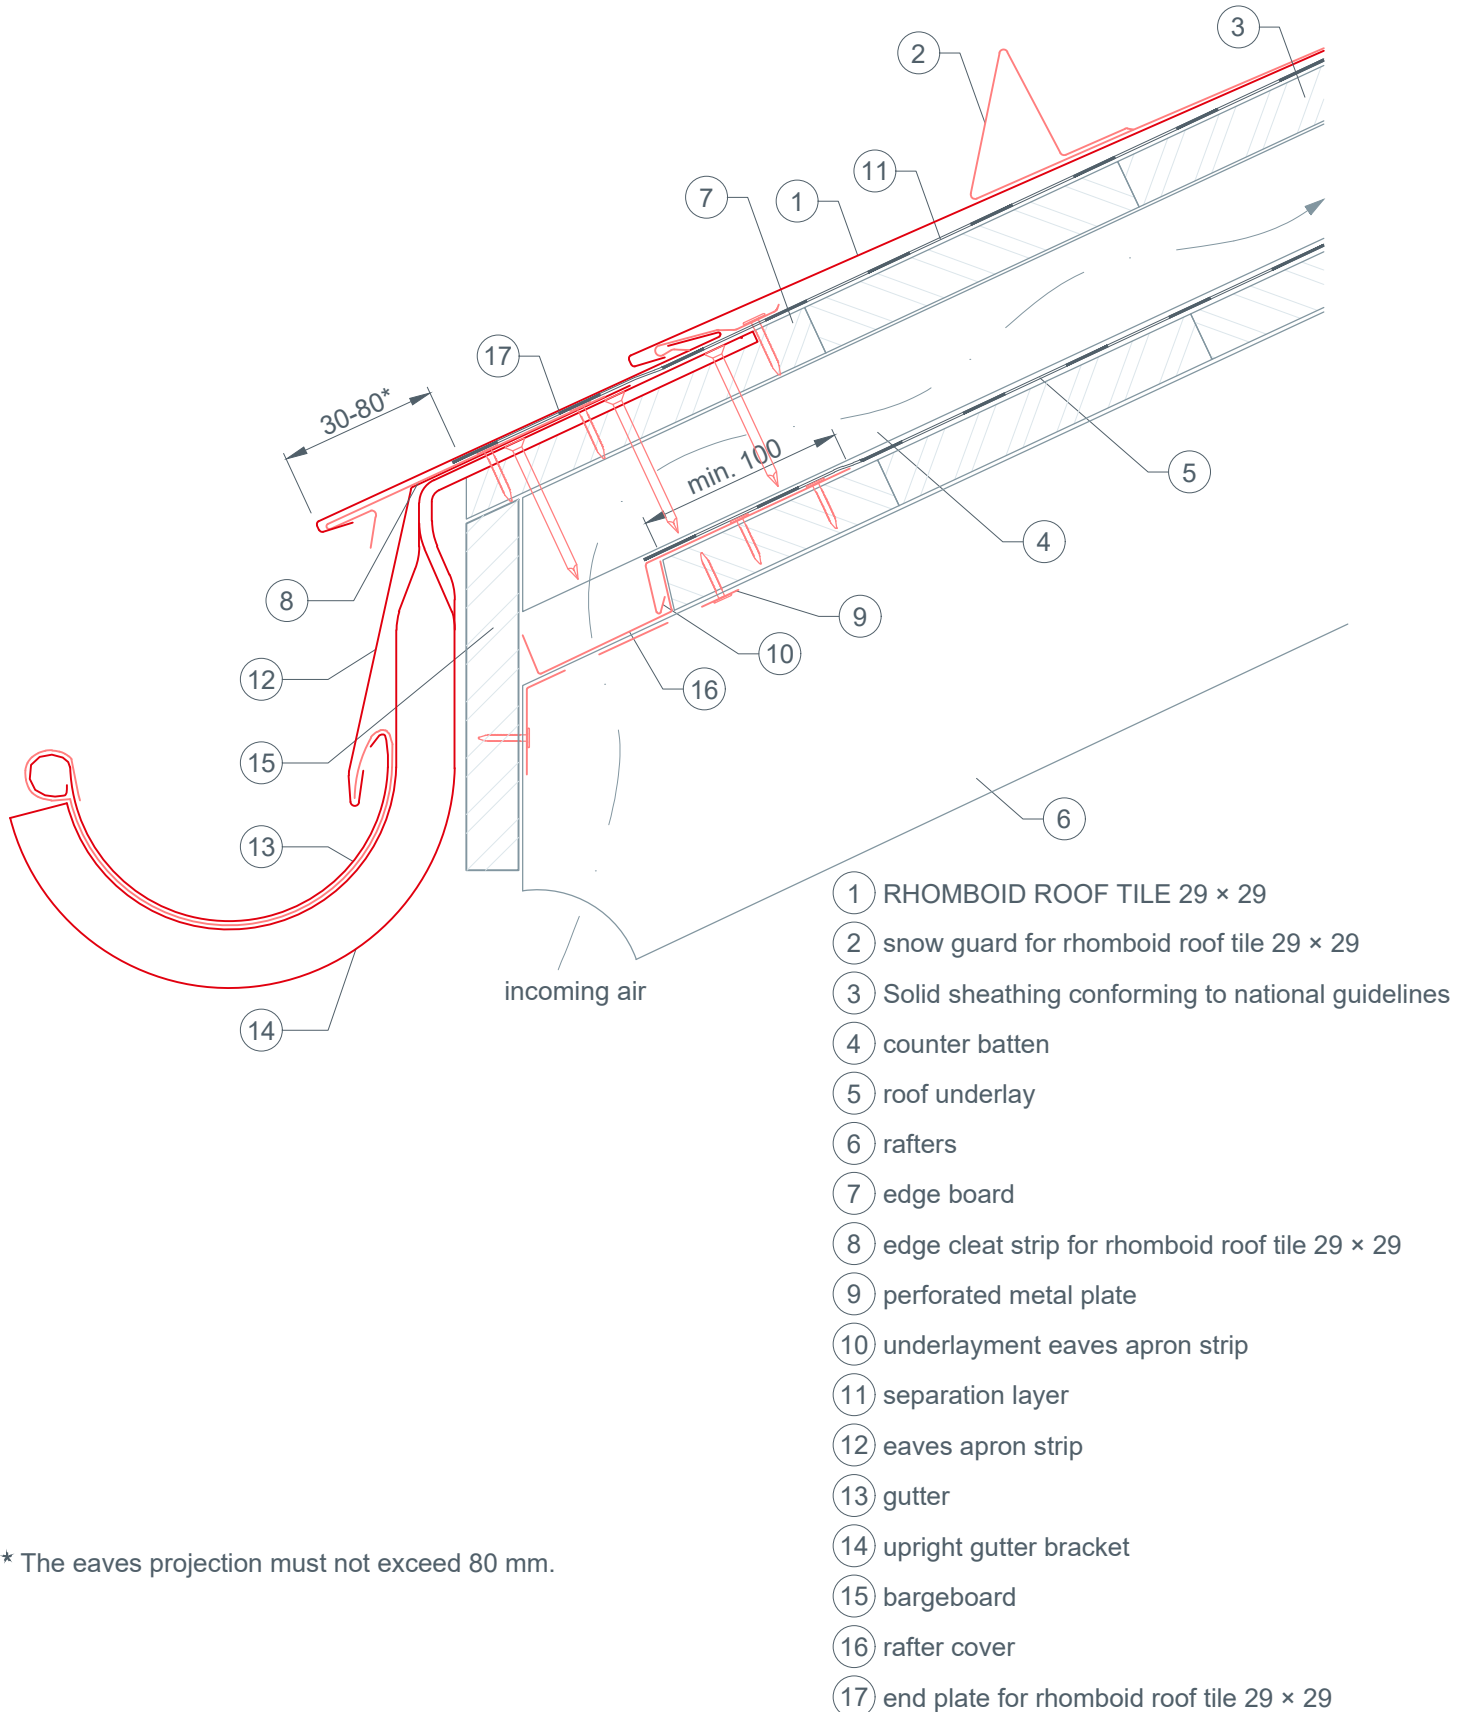 3
2
11
7
1
17
30-80*
min. 100
5
4
8
9
10
12
16
15
6
13
incoming air
14
1 RHOMBOID ROOF TILE 29 × 29
2 snow guard for rhomboid roof tile 29 × 29
3 Solid sheathing conforming to national guidelines
4 counter batten
5 roof underlay
6 rafters
7 edge board
8 edge cleat strip for rhomboid roof tile 29 × 29
9 perforated metal plate
10 underlayment eaves apron strip
11 separation layer
12 eaves apron strip
13 gutter
14 upright gutter bracket
15 bargeboard
16 rafter cover
17 end plate for rhomboid roof tile 29 × 29
* The eaves projection must not exceed 80 mm.